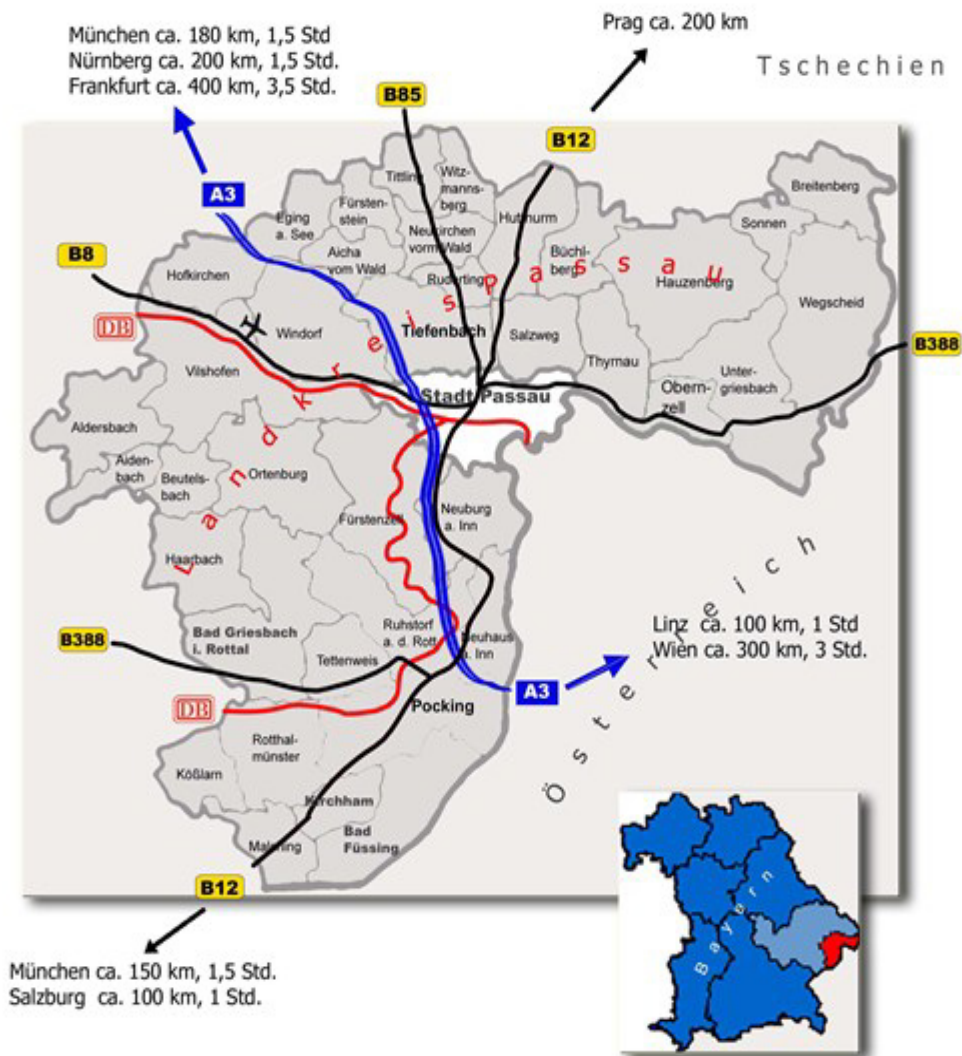 München ca. 180 km, 1,5 Std
Nürnberg ca. 200 km, 1,5 Std.
Frankfurt ca. 400 km, 3,5 Std.
Prag ca. 200 km
Tschechien
B85
B12
A3
B8
DB
B388
Breitenberg
Sonnen
Wegscheid
Hauzenberg
Unter-
griesbach
Obern-
zell
Thyrnau
Büchl-
berg
Hutthurm
Salzweg
Witz-
manns-
berg
Tittling
Fürsten-
stein
Neukirchen
vorm Wald
Eging
a. See
Aicha
vom Wald
Ruderting
Tiefenbach
Hofkirchen
Windorf
Vilshofen
Stadt Passau
Landkreis Passau
Aldersbach
Aiden-
bach
Beutels-
bach
Ortenburg
Fürstenzell
Neuburg
a. Inn
Haarbach
Bad Griesbach
i. Rottal
Tettenweis
Ruhstorf
a. d. Rott
Neuhaus
a. Inn
B388
DB
Pocking
A3
Linz ca. 100 km, 1 Std
Wien ca. 300 km, 3 Std.
Österreich
Rotthal-
münster
Kößlarn
Kirchham
Bad
Füssing
Malching
B12
München ca. 150 km, 1,5 Std.
Salzburg ca. 100 km, 1 Std.
Bayern